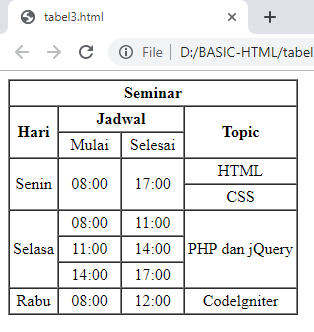 tabel3.html
File D:/BASIC-HTML/tabel
Seminar
Hari Jadwal Topic
Mulai Selesai
Senin 08:00 17:00 HTML
CSS
Selasa 08:00 11:00 PHP dan jQuery
11:00 14:00
14:00 17:00
Rabu 08:00 12:00 CodeIgniter